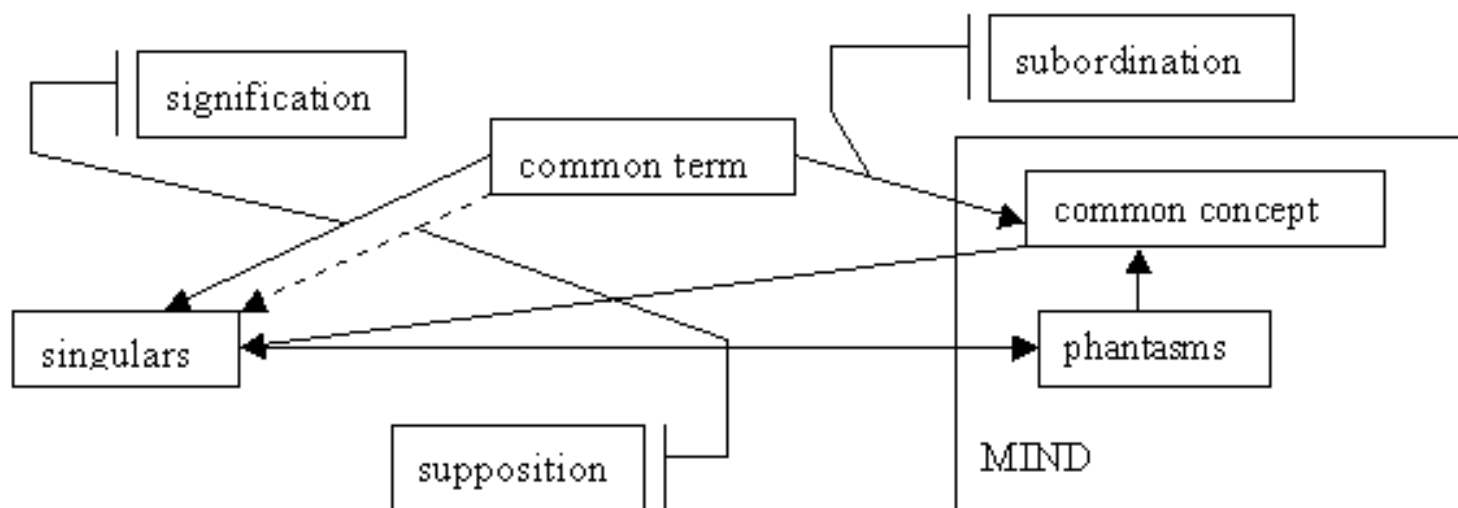 subordination
signification
common term
common concept
singulars
phantasms
supposition
MIND